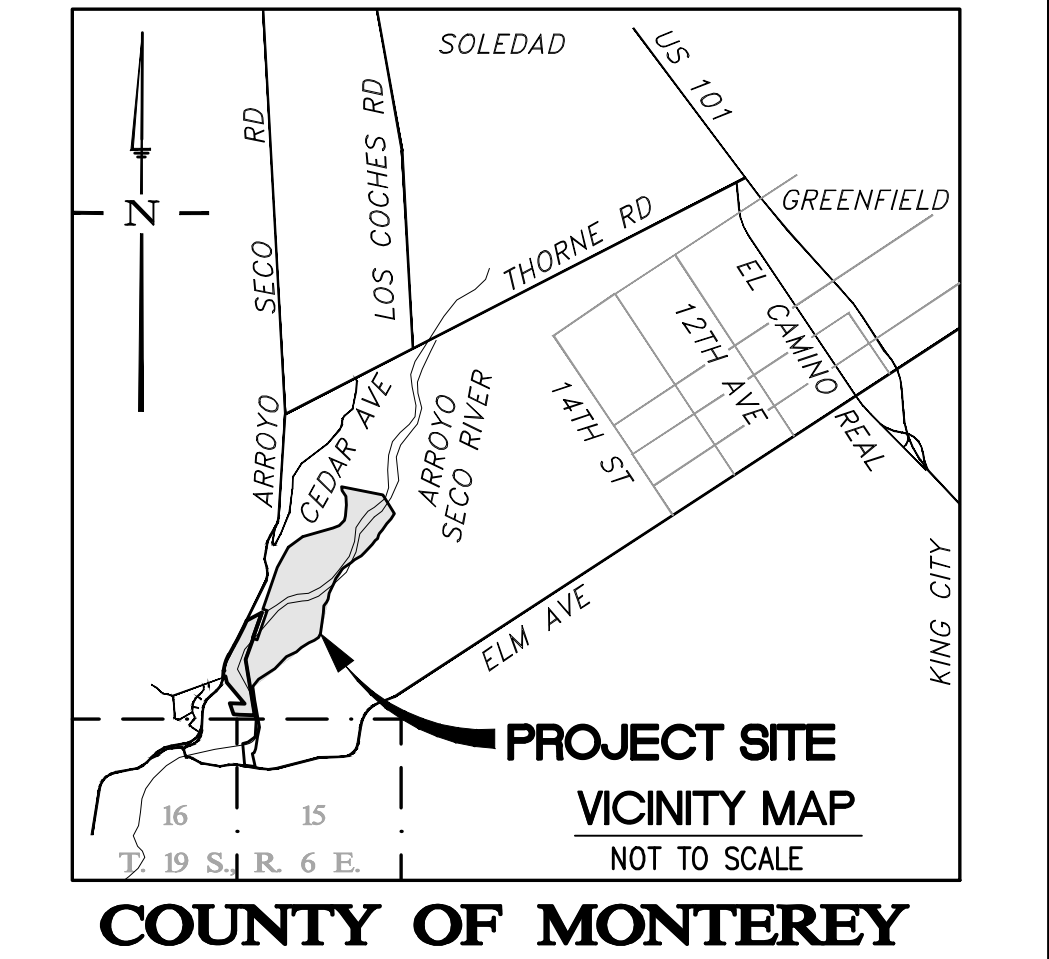 SOLEDAD
US 101
RD
LOS COCHES RD
N
GREENFIELD
THORNE RD
SECO
EL CAMINO REAL
12TH AVE
14TH ST
ARROYO
CEDAR AVE
ARROYO
SECO RIVER
KING CITY
ELM AVE
PROJECT SITE
VICINITY MAP
NOT TO SCALE
16
15
T. 19 S., R. 6 E.
COUNTY OF MONTEREY